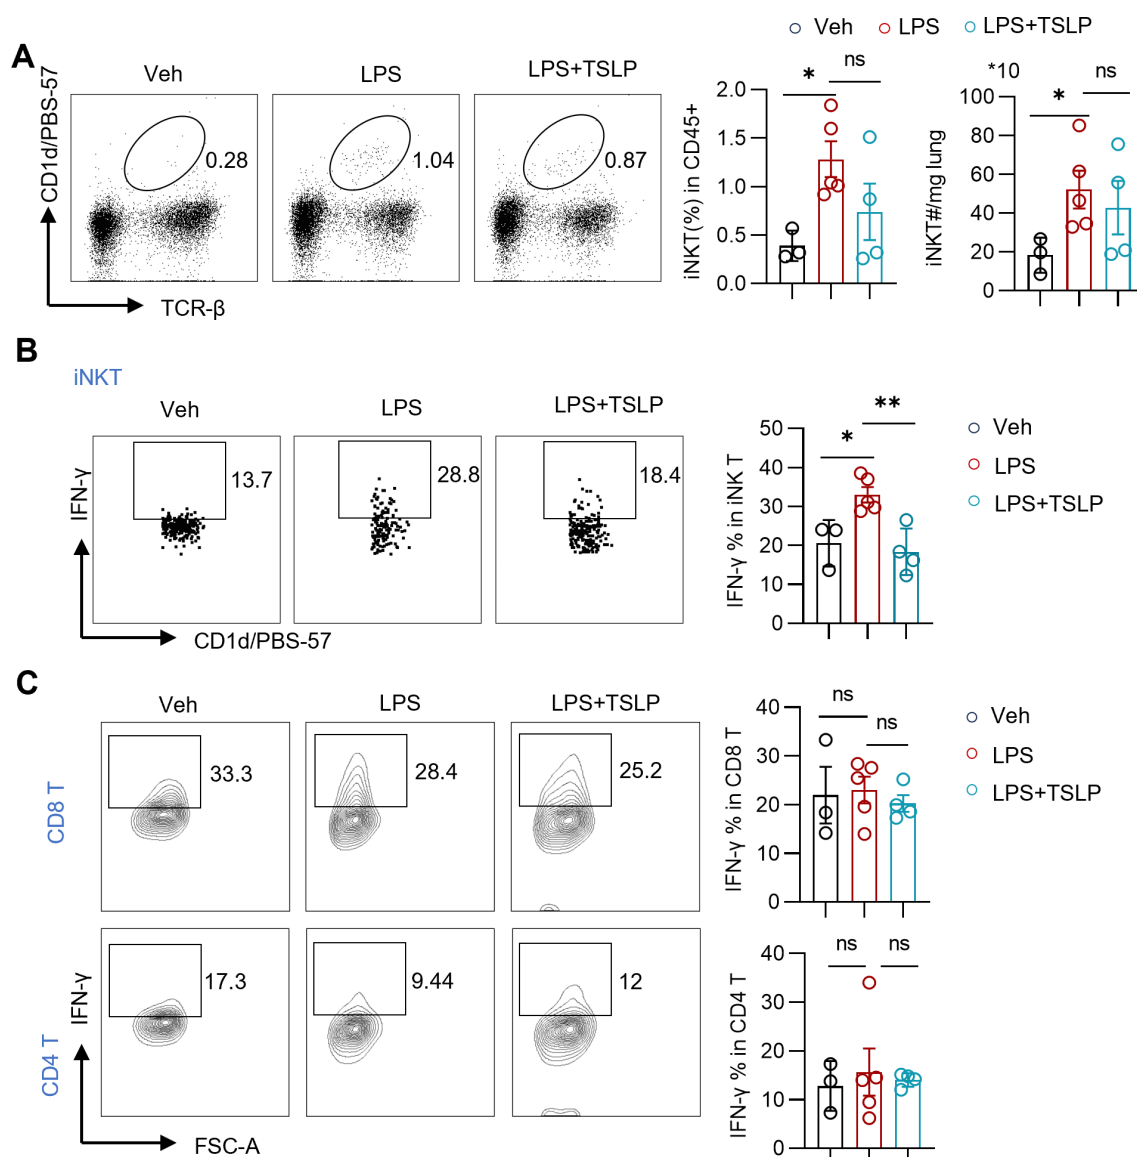 Veh LPS LPS+TSLP
A
Veh LPS LPS+TSLP
CD1d/PBS-57
0.28 1.04 0.87
TCR-β
iNKT(%) in CD45+
2.0
1.5
1.0
0.5
0.0
* ns
*10
iNKT#/mg lung
100
80
60
40
20
0
* ns
B
iNKT
Veh LPS LPS+TSLP
IFN-γ
13.7 28.8 18.4
CD1d/PBS-57
IFN-γ % in iNK T
50
40
30
20
10
0
* **
Veh
LPS
LPS+TSLP
C
Veh LPS LPS+TSLP
CD8 T
33.3 28.4 25.2
IFN-γ % in CD8 T
40
30
20
10
0
ns ns
Veh
LPS
LPS+TSLP
CD4 T
IFN-γ
17.3 9.44 12
FSC-A
IFN-γ % in CD4 T
40
30
20
10
0
ns ns